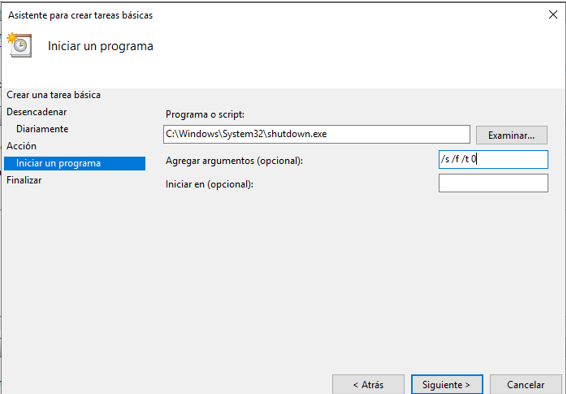 Asistente para crear tareas básicas
Iniciar un programa
Crear una tarea básica
Desencadenar
Diariamente
Acción
Iniciar un programa
Finalizar
Programa o script:
C:\Windows\System32\shutdown.exe
Examinar...
Agregar argumentos (opcional):
/s /f /t 0
Iniciar en (opcional):
< Atrás
Siguiente >
Cancelar